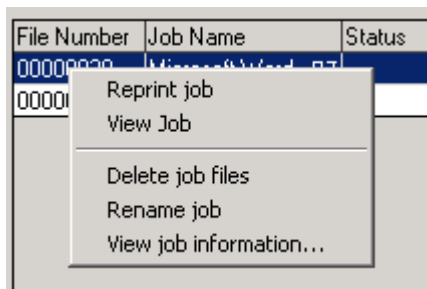 File Number Job Name Status
Reprint job
View Job
Delete job files
Rename job
View job information...